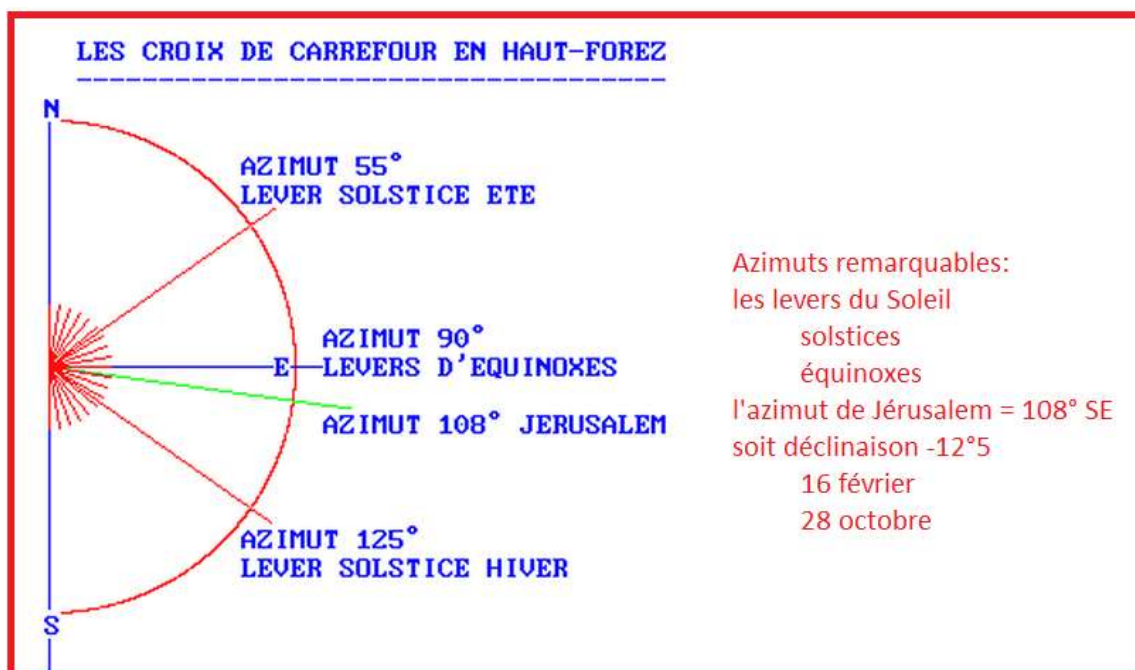 LES CROIX DE CARREFOUR EN HAUT-FOREZ
N
AZIMUT 55°
LEVER SOLSTICE ETE
AZIMUT 90°
E
LEVERS D'EQUINOXES
AZIMUT 108° JERUSALEM
AZIMUT 125°
LEVER SOLSTICE HIVER
S
Azimuts remarquables:
les levers du Soleil
solstices
équinoxes
l'azimut de Jérusalem = 108° SE
soit déclinaison -12°5
16 février
28 octobre